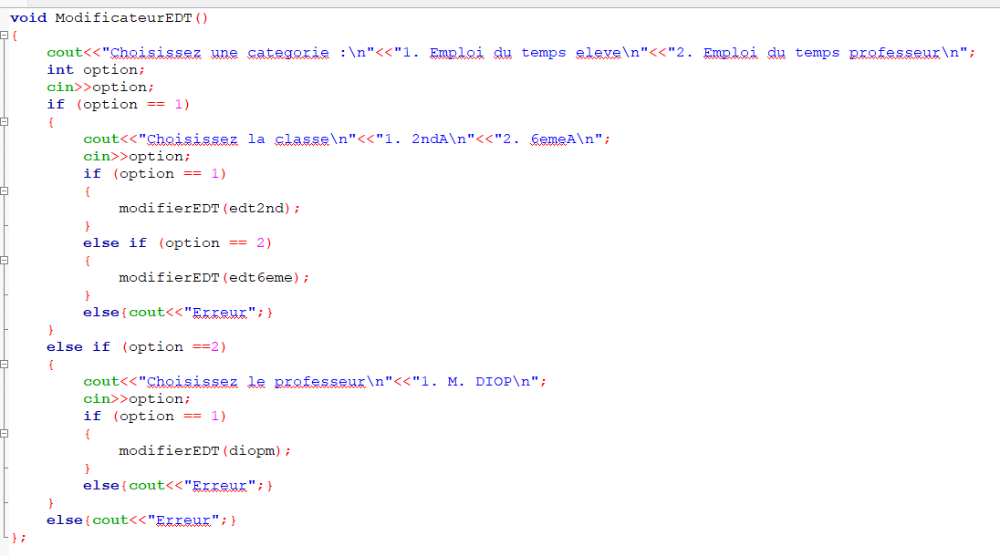 void ModificateurEDT()
{
    cout<<"Choisissez une categorie :\n"<<"1. Emploi du temps eleve\n"<<"2. Emploi du temps professeur\n";
    int option;
    cin>>option;
    if (option == 1)
    {
        cout<<"Choisissez la classe\n"<<"1. 2ndA\n"<<"2. 6emeA\n";
        cin>>option;
        if (option == 1)
        {
            modifierEDT(edt2nd);
        }
        else if (option == 2)
        {
            modifierEDT(edt6eme);
        }
        else{cout<<"Erreur";}
    }
    else if (option ==2)
    {
        cout<<"Choisissez le professeur\n"<<"1. M. DIOP\n";
        cin>>option;
        if (option == 1)
        {
            modifierEDT(diopm);
        }
        else{cout<<"Erreur";}
    }
    else{cout<<"Erreur";}
};